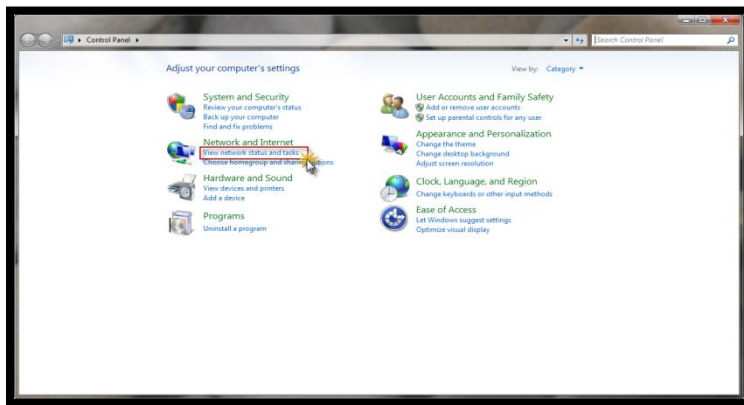 Control Panel
Search Control Panel
Adjust your computer's settings
View by: Category
System and Security
Review your computer's status
Back up your computer
Find and fix problems
Network and Internet
View network status and tasks
Choose homegroup and sharing options
Hardware and Sound
View devices and printers
Add a device
Programs
Uninstall a program
User Accounts and Family Safety
Add or remove user accounts
Set up parental controls for any user
Appearance and Personalization
Change the theme
Change desktop background
Adjust screen resolution
Clock, Language, and Region
Change keyboards or other input methods
Ease of Access
Let Windows suggest settings
Optimize visual display